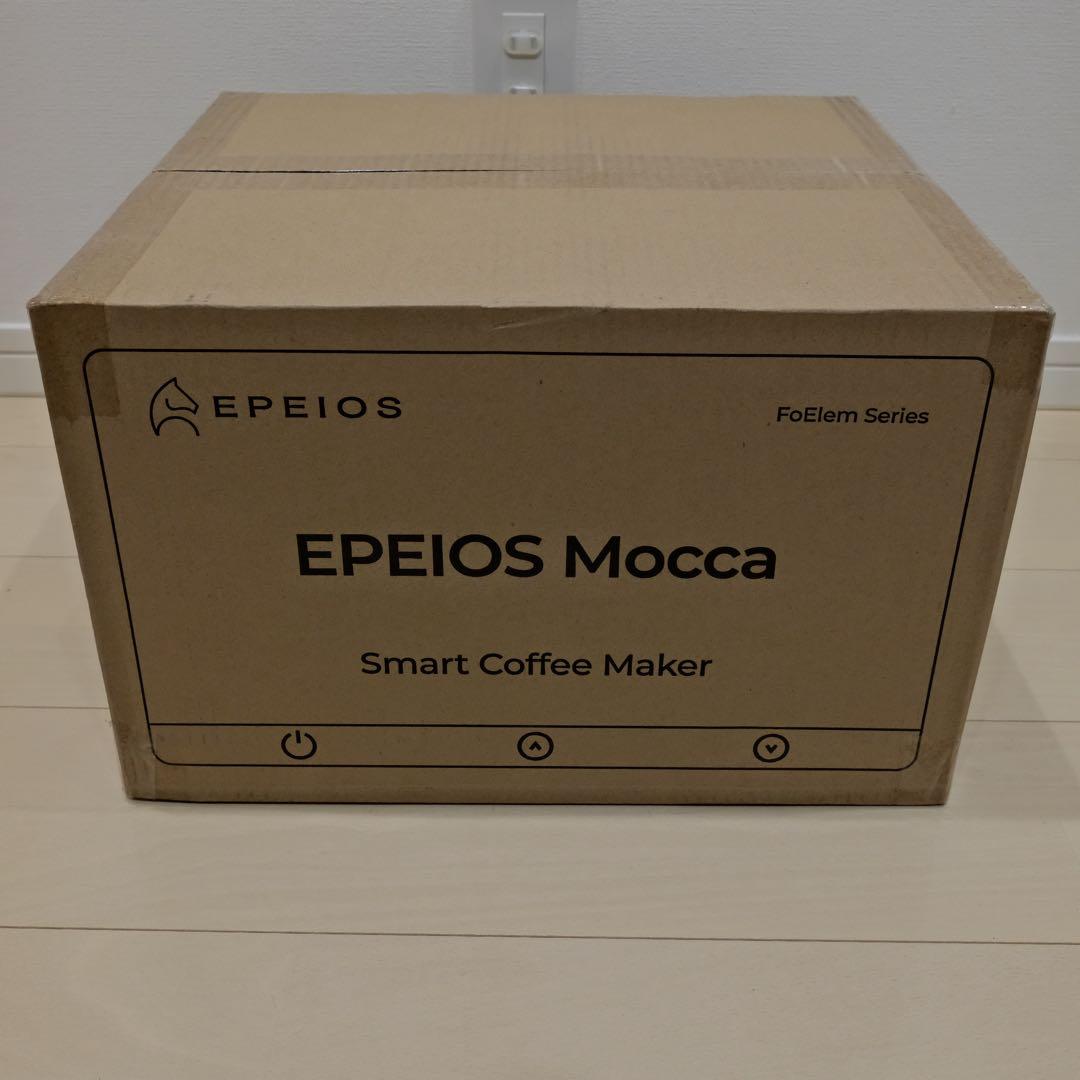 EPEIOS
FoElem Series
EPEIOS Mocca
Smart Coffee Maker